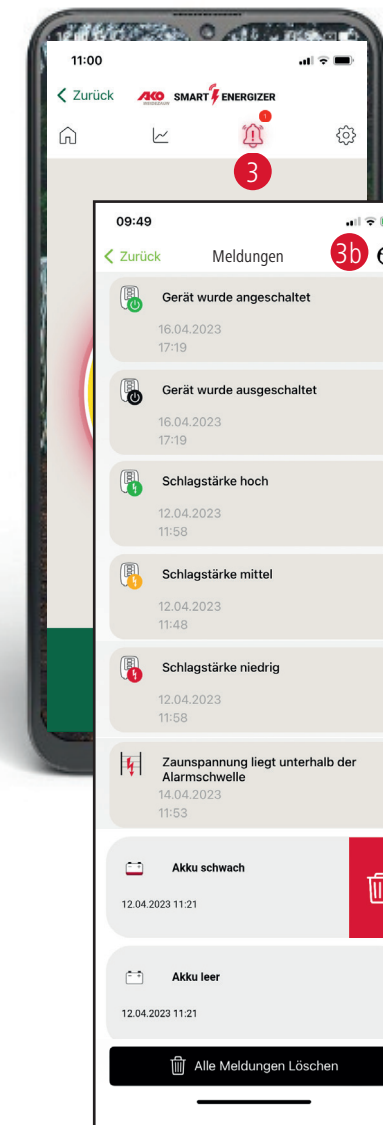 11:00
Zurück
AKO SMART ENERGIZER
1
3
09:49
Zurück
Meldungen
3b
Gerät wurde angeschaltet
16.04.2023
17:19
Gerät wurde ausgeschaltet
16.04.2023
17:19
Schlagstärke hoch
12.04.2023
11:58
Schlagstärke mittel
12.04.2023
11:48
Schlagstärke niedrig
12.04.2023
11:58
Zaunspannung liegt unterhalb der
Alarmschwelle
14.04.2023
11:53
Akku schwach
12.04.2023 11:21
Akku leer
12.04.2023 11:21
Alle Meldungen Löschen